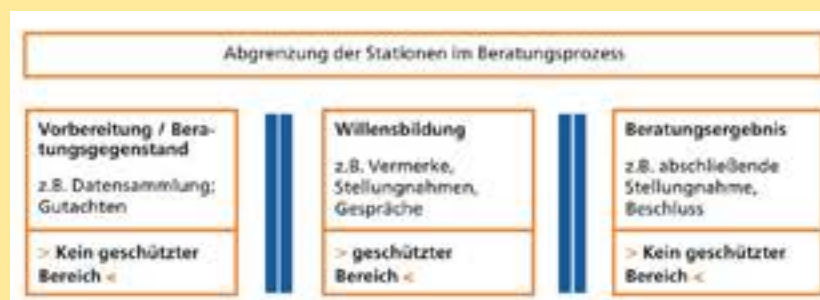 Abgrenzung der Stationen im Beratungsprozess
Vorbereitung / Bera-
tungsgegenstand
z.B. Datensammlung;
Gutachten
> Kein geschützter
Bereich <
Willensbildung
z.B. Vermerke,
Stellungnahmen,
Gespräche
> geschützter
Bereich <
Beratungsergebnis
z.B. abschließende
Stellungnahme,
Beschluss
> Kein geschützter
Bereich <